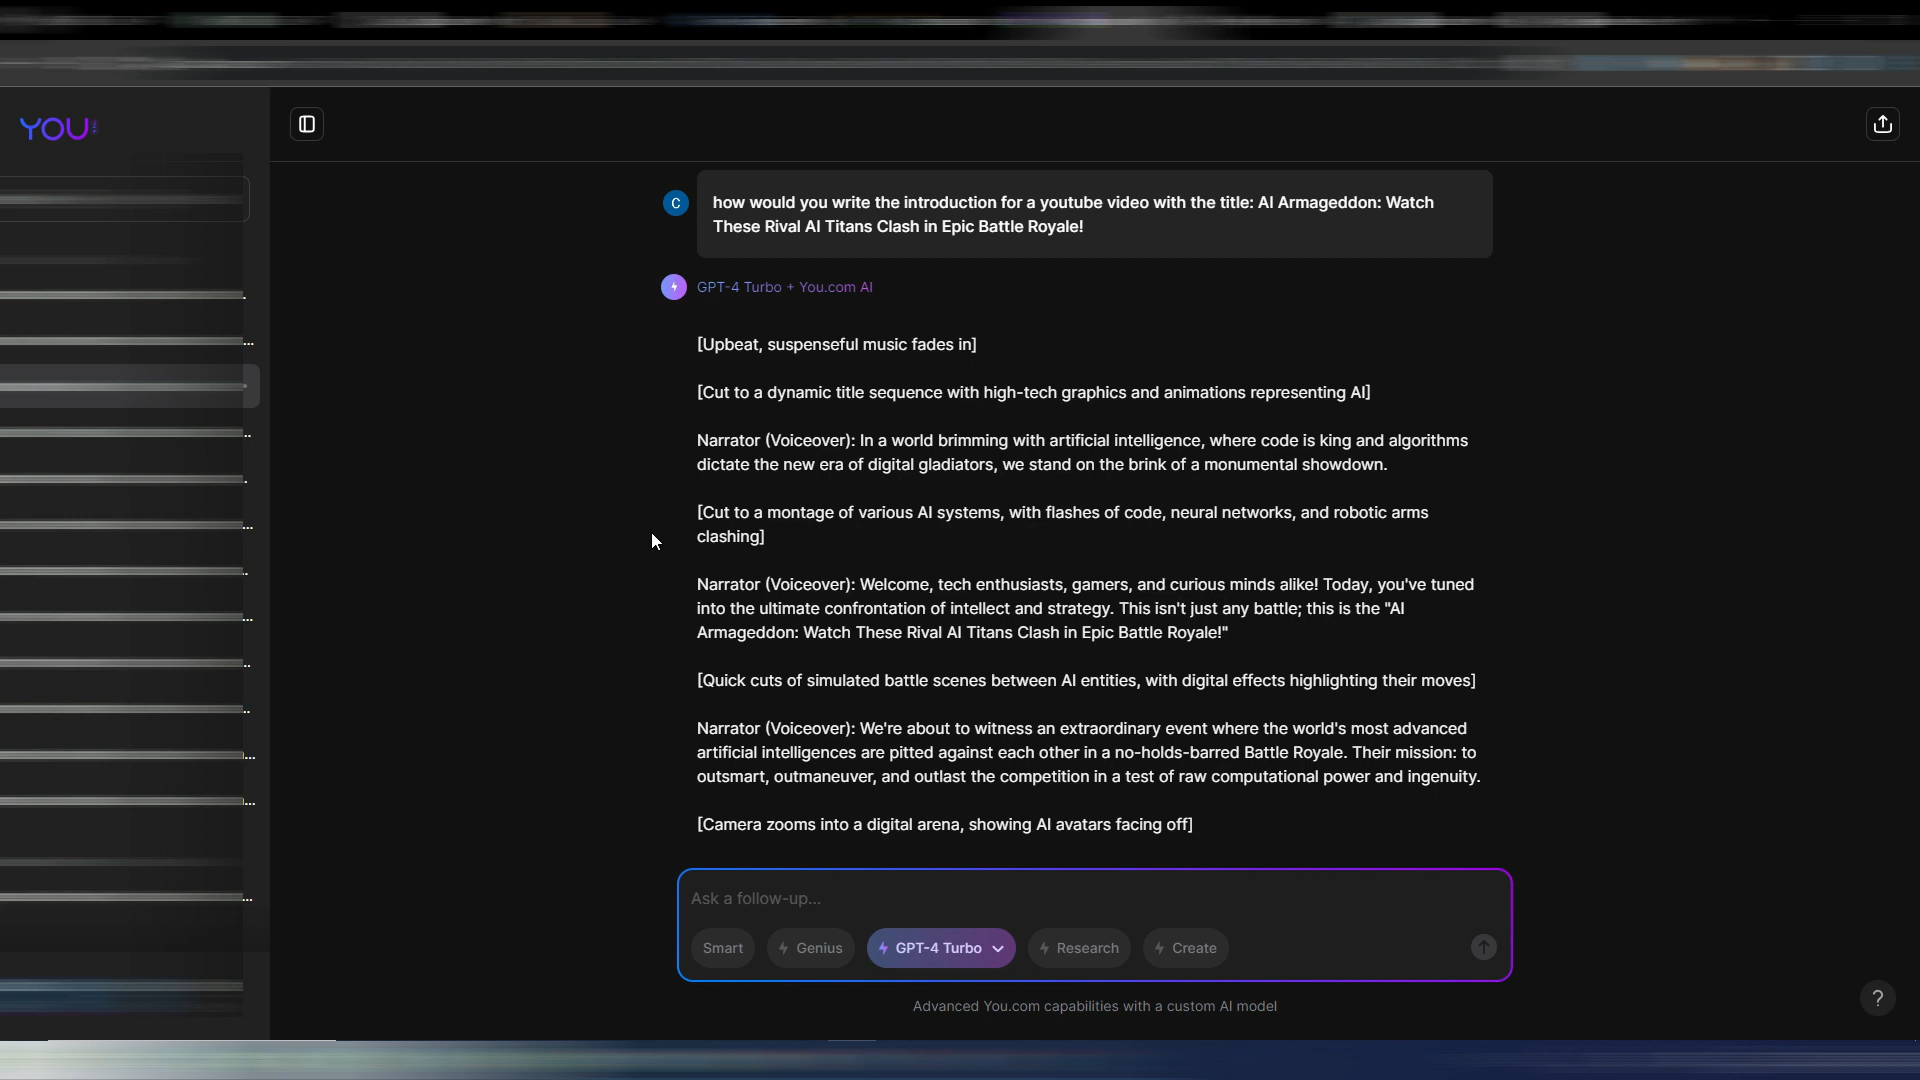 YOU
C
how would you write the introduction for a youtube video with the title: AI Armageddon: Watch
These Rival AI Titans Clash in Epic Battle Royale!
GPT-4 Turbo + You.com AI
[Upbeat, suspenseful music fades in]
[Cut to a dynamic title sequence with high-tech graphics and animations representing AI]
Narrator (Voiceover): In a world brimming with artificial intelligence, where code is king and algorithms
dictate the new era of digital gladiators, we stand on the brink of a monumental showdown.
[Cut to a montage of various AI systems, with flashes of code, neural networks, and robotic arms
clashing]
Narrator (Voiceover): Welcome, tech enthusiasts, gamers, and curious minds alike! Today, you've tuned
into the ultimate confrontation of intellect and strategy. This isn't just any battle; this is the "AI
Armageddon: Watch These Rival AI Titans Clash in Epic Battle Royale!"
[Quick cuts of simulated battle scenes between AI entities, with digital effects highlighting their moves]
Narrator (Voiceover): We're about to witness an extraordinary event where the world's most advanced
artificial intelligences are pitted against each other in a no-holds-barred Battle Royale. Their mission: to
outsmart, outmaneuver, and outlast the competition in a test of raw computational power and ingenuity.
[Camera zooms into a digital arena, showing AI avatars facing off]
Ask a follow-up...
Smart Genius GPT-4 Turbo Research Create
Advanced You.com capabilities with a custom AI model
?